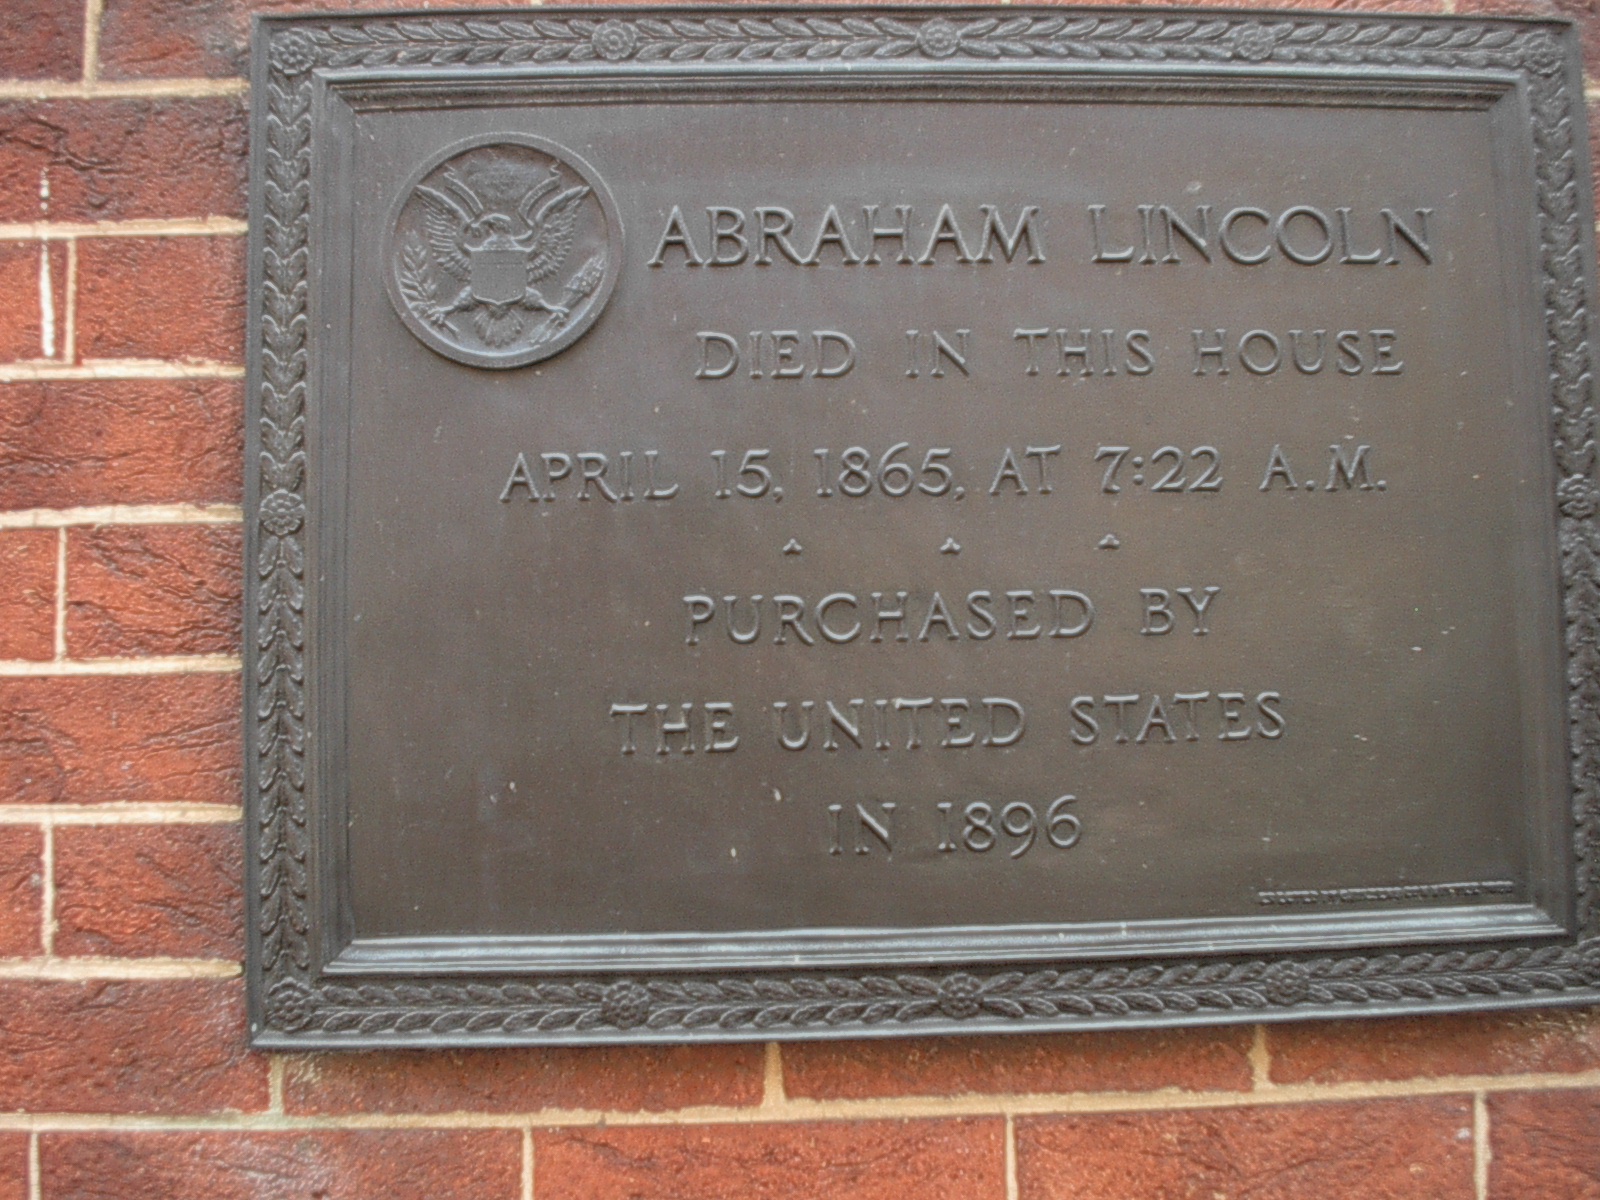 ABRAHAM LINCOLN
DIED IN THIS HOUSE
APRIL 15, 1865, AT 7:22 A.M.
PURCHASED BY
THE UNITED STATES
IN 1896